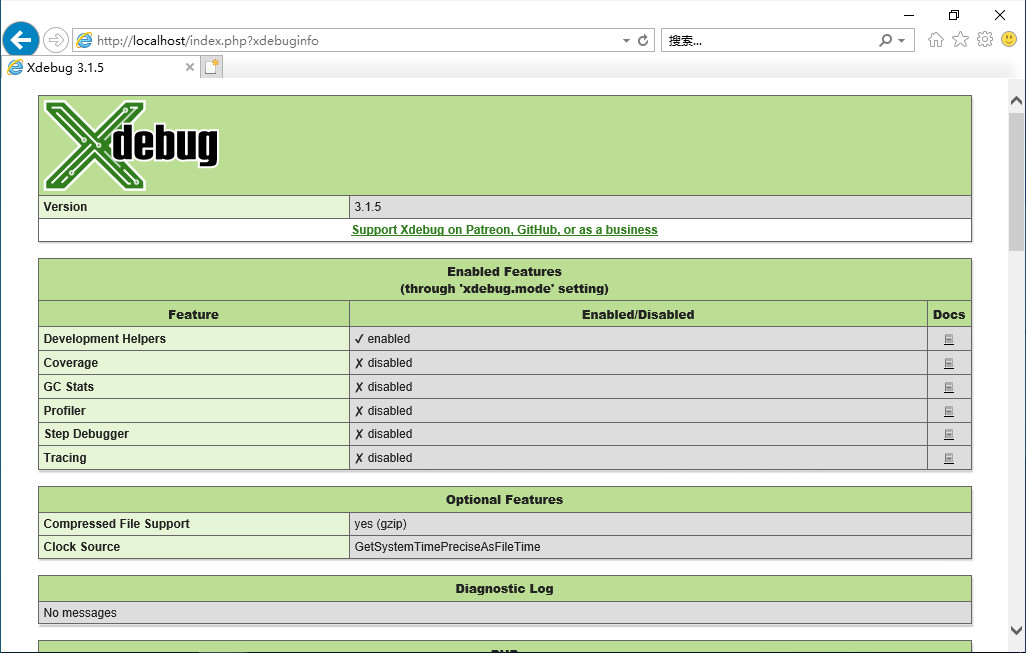 http://localhost/index.php?xdebuginfo
搜索...
Xdebug 3.1.5
Xdebug
Version 3.1.5
Support Xdebug on Patreon, GitHub, or as a business
Enabled Features
(through 'xdebug.mode' setting)
Feature Enabled/Disabled Docs
Development Helpers ✓ enabled
Coverage ✗ disabled
GC Stats ✗ disabled
Profiler ✗ disabled
Step Debugger ✗ disabled
Tracing ✗ disabled
Optional Features
Compressed File Support yes (gzip)
Clock Source GetSystemTimePreciseAsFileTime
Diagnostic Log
No messages